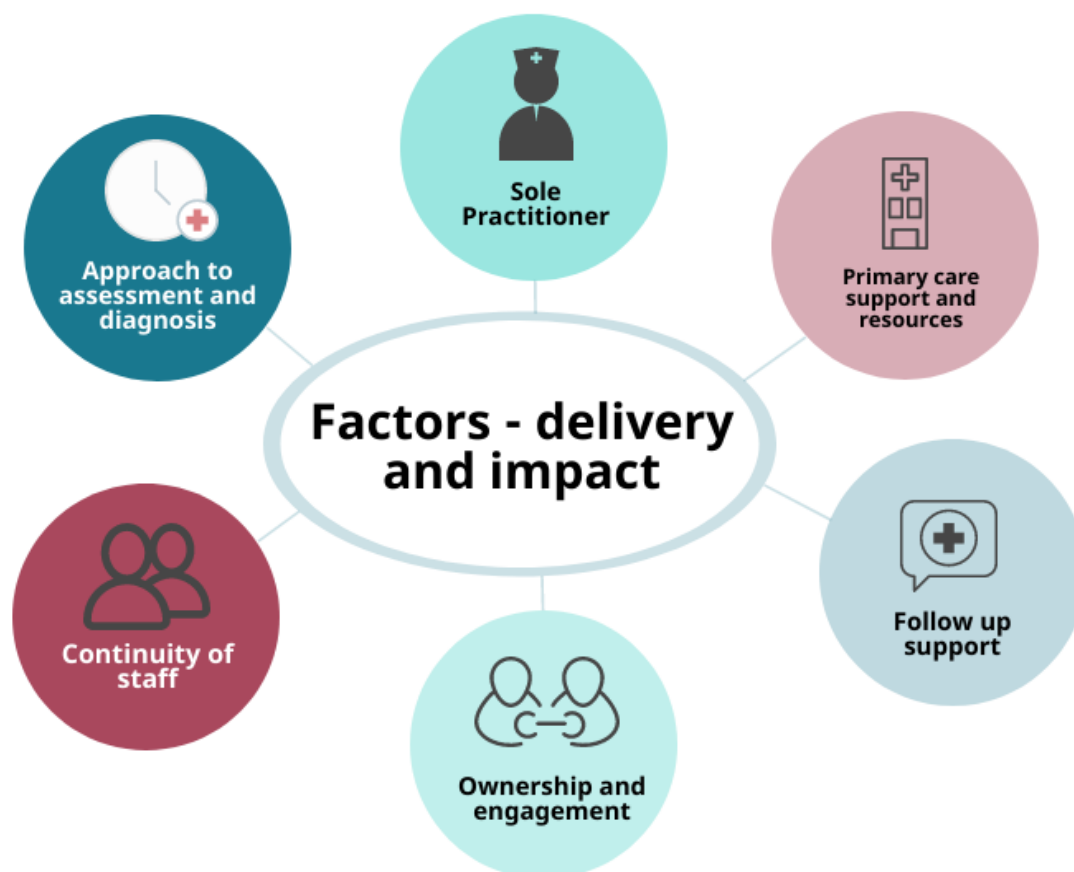 Sole
Practitioner
Approach to
assessment and
diagnosis
Primary care
support and
resources
Factors - delivery
and impact
Continuity of
staff
Follow up
support
Ownership and
engagement